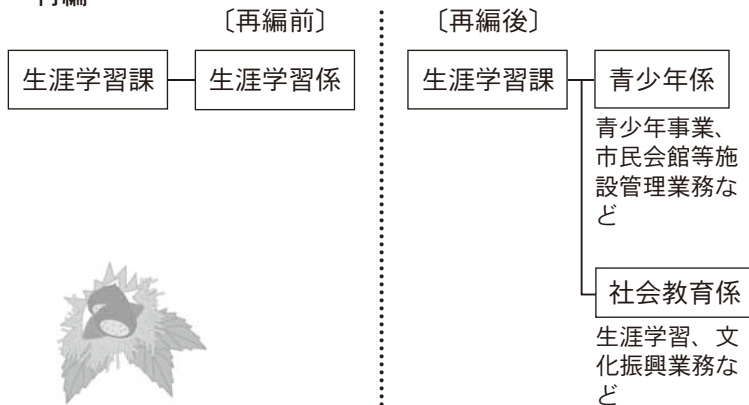 再編
〔再編前〕
生涯学習課
生涯学習係
〔再編後〕
生涯学習課
青少年係
青少年事業、
市民会館等施
設管理業務な
ど
社会教育係
生涯学習、文
化振興業務な
ど